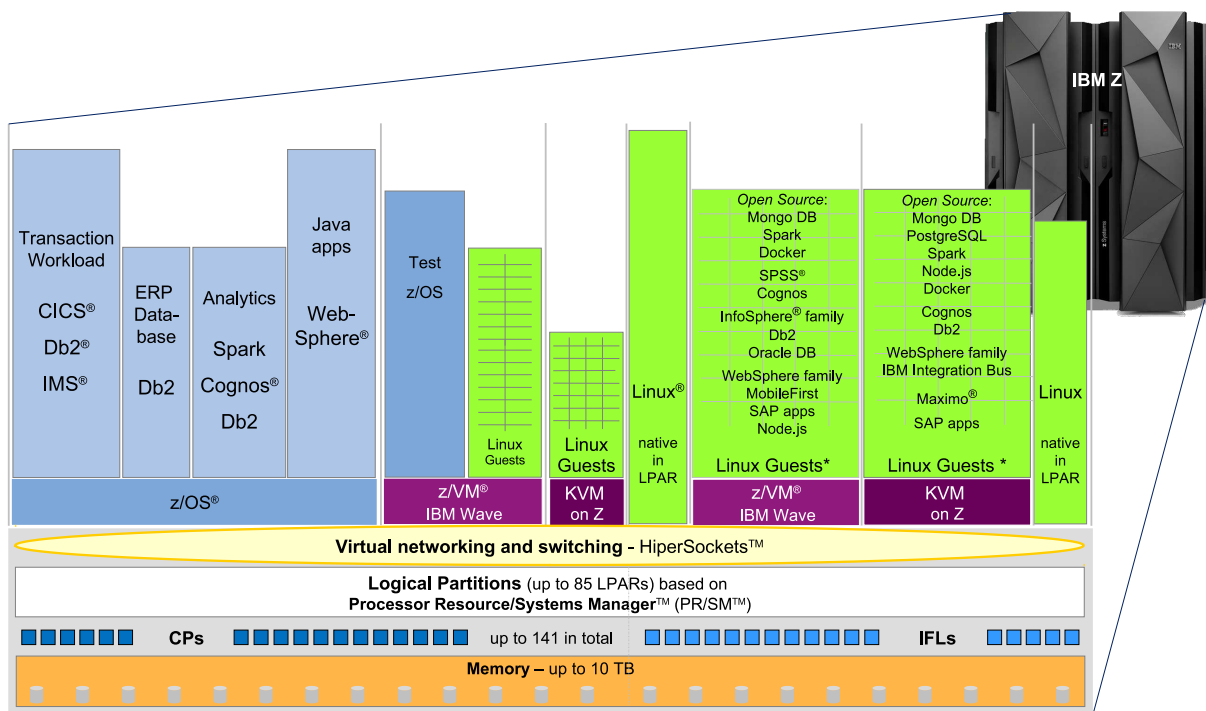 IBM
IBM Z
z Systems
Transaction
Workload
CICS®
Db2®
IMS®
ERP
Data-
base
Db2
Analytics
Spark
Cognos®
Db2
Java
apps
Web-
Sphere®
z/OS®
Test
z/OS
Linux
Guests
z/VM®
IBM Wave
Linux
Guests
KVM
on Z
Linux®
native
in
LPAR
Open Source:
Mongo DB
Spark
Docker
SPSS®
Cognos
InfoSphere® family
Db2
Oracle DB
WebSphere family
MobileFirst
SAP apps
Node.js
Linux Guests*
z/VM®
IBM Wave
Open Source:
Mongo DB
PostgreSQL
Spark
Node.js
Docker
Cognos
Db2
WebSphere family
IBM Integration Bus
Maximo®
SAP apps
Linux Guests *
KVM
on Z
Linux
native
in
LPAR
Virtual networking and switching - HiperSockets™
Logical Partitions (up to 85 LPARs) based on
Processor Resource/Systems Manager™ (PR/SM™)
CPs up to 141 in total IFLs
Memory – up to 10 TB